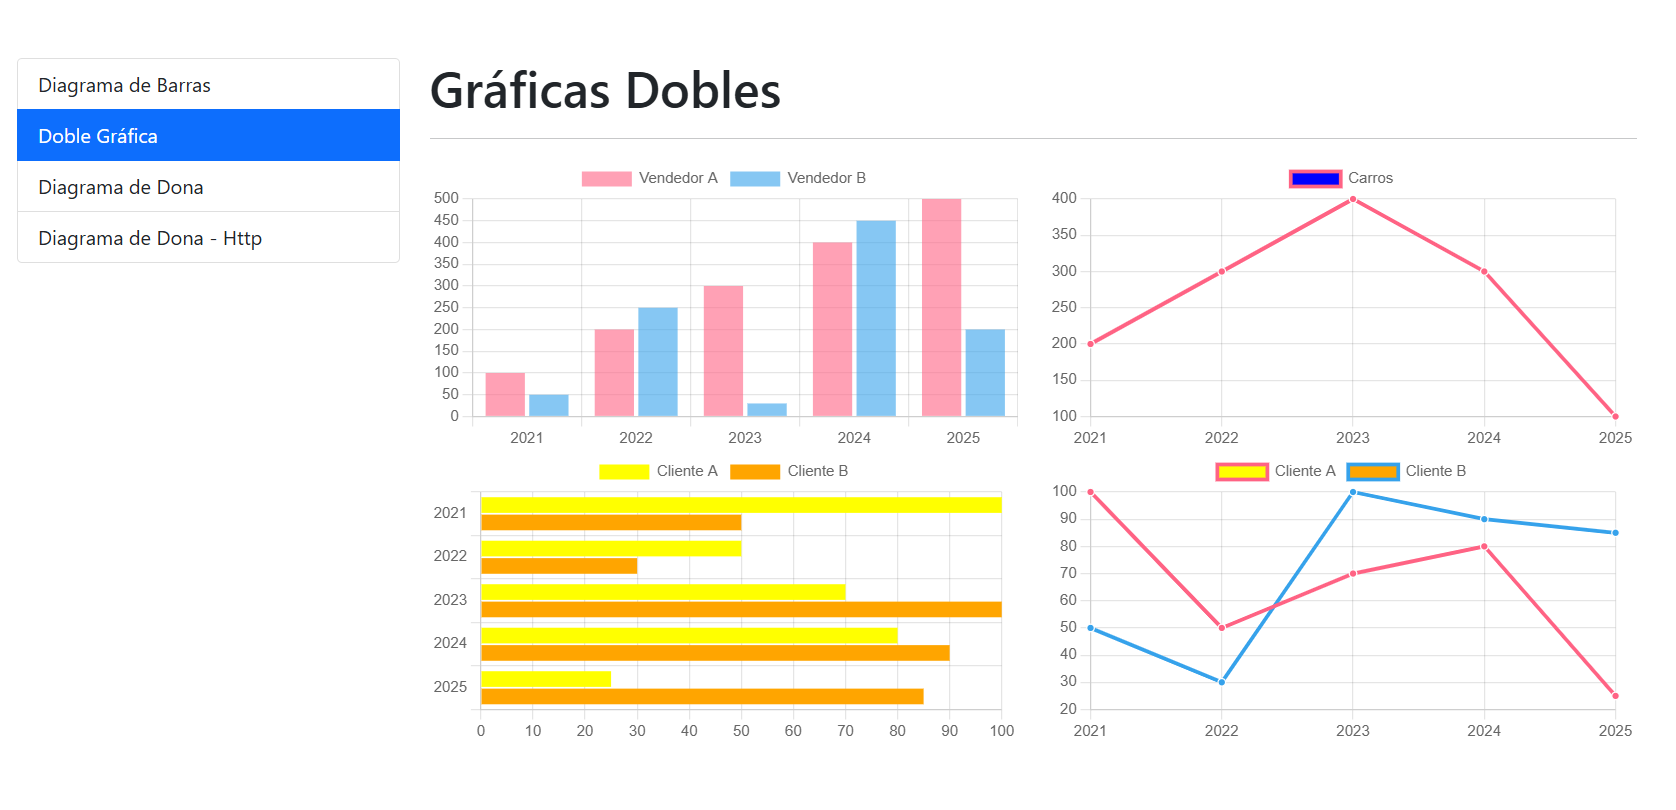 Diagrama de Barras
Doble Gráfica
Diagrama de Dona
Diagrama de Dona - Http
Gráficas Dobles
Vendedor A Vendedor B
500
450
400
350
300
250
200
150
100
50
0
2021 2022 2023 2024 2025
Carros
400
350
300
250
200
150
100
2021 2022 2023 2024 2025
Cliente A Cliente B
2021
2022
2023
2024
2025
0 10 20 30 40 50 60 70 80 90 100
Cliente A Cliente B
100
90
80
70
60
50
40
30
20
2021 2022 2023 2024 2025